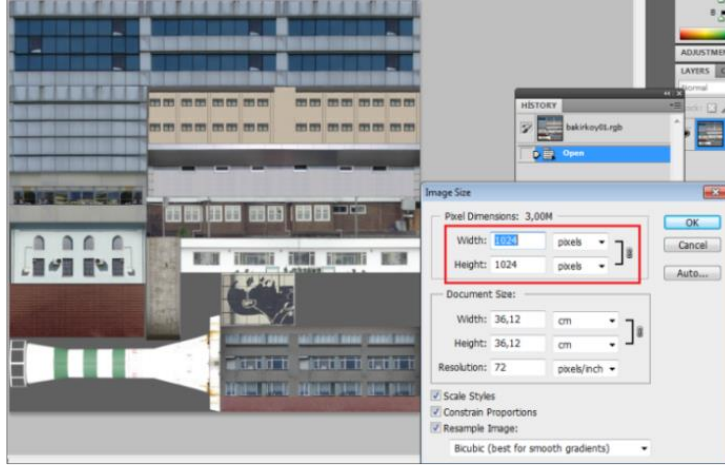 8
ADJUSTME
LAYERS
Normal
HISTORY
bakirkoy01.rgb
Open
Image Size
Pixel Dimensions: 3,00M
Width: 1024 pixels
Height: 1024 pixels
OK
Cancel
Auto...
Document Size:
Width: 36,12 cm
Height: 36,12 cm
Resolution: 72 pixels/inch
Scale Styles
Constrain Proportions
Resample Image:
Bicubic (best for smooth gradients)